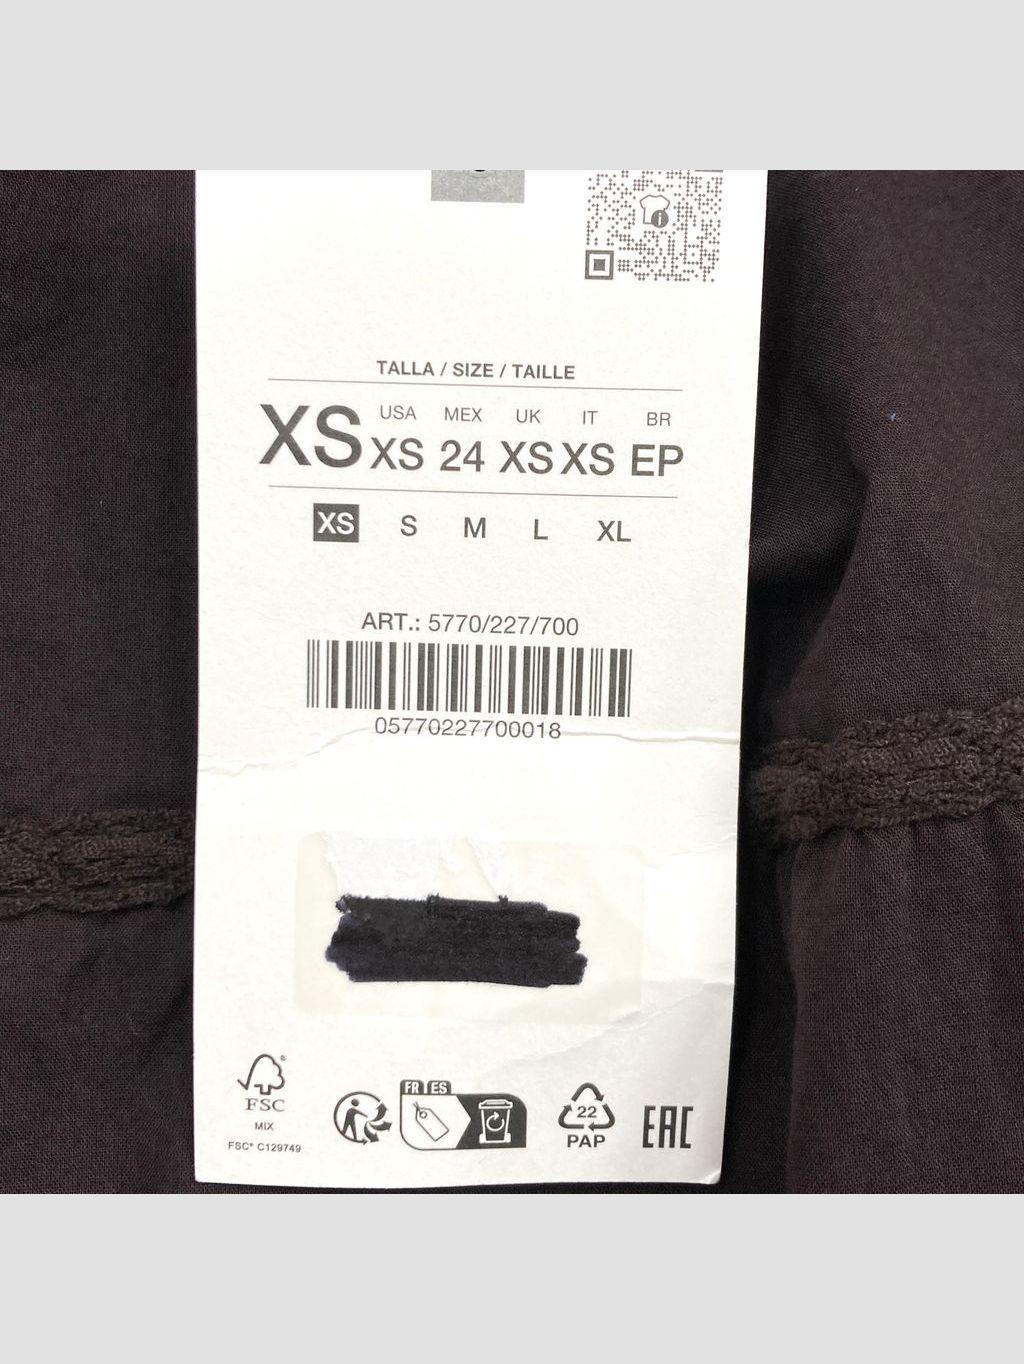 TALLA / SIZE / TAILLE
XS
USA MEX UK IT BR
XS 24 XS XS EP
XS S M L XL
ART.: 5770/227/700
05770227700018
FSC®
MIX
FSC® C129749
FR ES
22
PAP
EAC